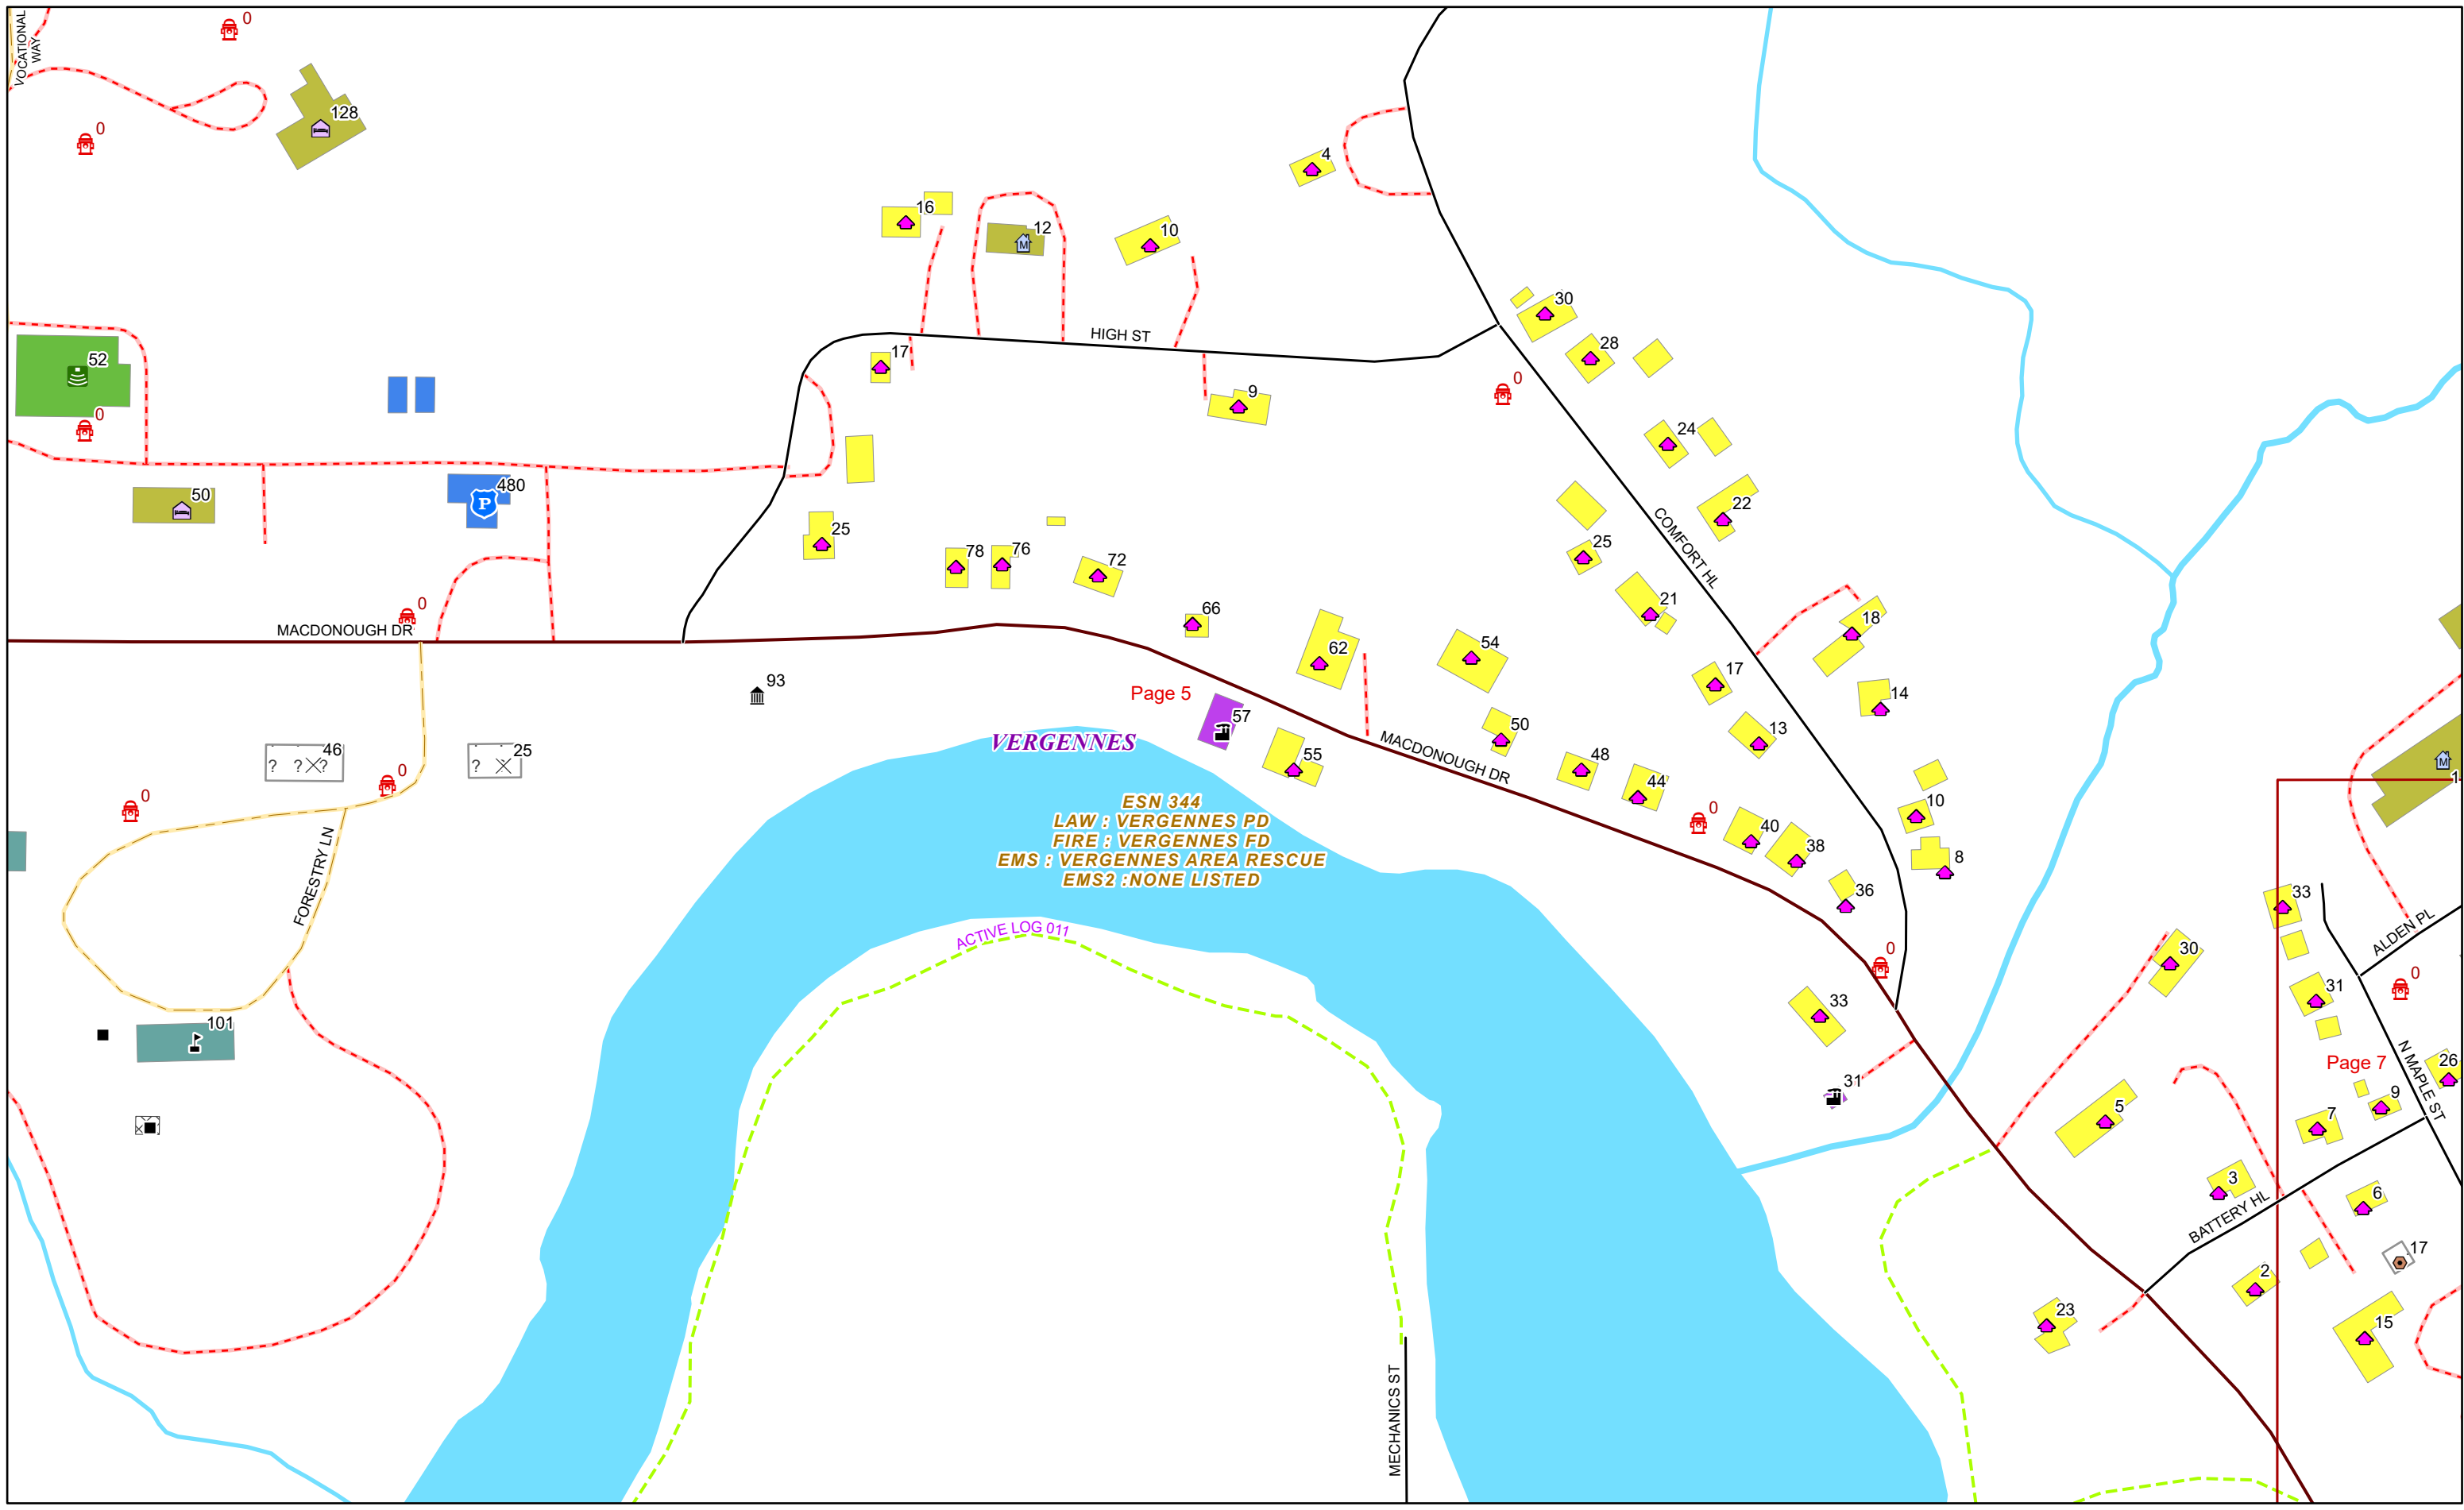 VOCATIONAL
WAY
0
0
128
4
16
12
10
30
HIGH ST
28
17
52
0
9
0
24
50
480
22
COMFORT HL
25
25
78
76
72
21
0
66
18
MACDONOUGH DR
62
54
17
14
93
Page 5
57
50
13
VERGENNES
46
25
55
MACDONOUGH DR
48
44
M
1
? ? ?
?
0
0
10
ESN 344
LAW : VERGENNES PD
FIRE : VERGENNES FD
EMS : VERGENNES AREA RESCUE
EMS2 :NONE LISTED
0
40
38
8
36
FORESTRY LN
33
ALDEN PL
ACTIVE LOG 011
0
30
0
31
33
101
N MAPLE ST
Page 7
26
31
9
5
7
3
6
BATTERY HL
17
2
23
15
MECHANICS ST
P
M